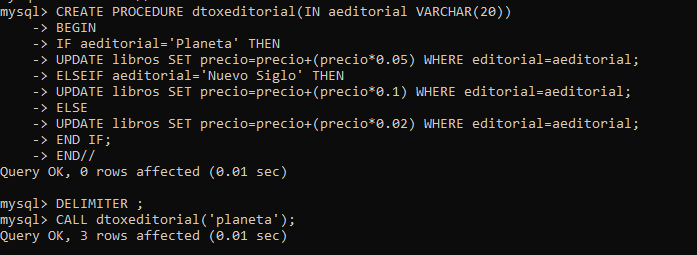 mysql> CREATE PROCEDURE dtoxeditorial(IN aeditorial VARCHAR(20))
    -> BEGIN
    -> IF aeditorial='Planeta' THEN
    -> UPDATE libros SET precio=precio+(precio*0.05) WHERE editorial=aeditorial;
    -> ELSEIF aeditorial='Nuevo Siglo' THEN
    -> UPDATE libros SET precio=precio+(precio*0.1) WHERE editorial=aeditorial;
    -> ELSE
    -> UPDATE libros SET precio=precio+(precio*0.02) WHERE editorial=aeditorial;
    -> END IF;
    -> END//
Query OK, 0 rows affected (0.01 sec)

mysql> DELIMITER ;
mysql> CALL dtoxeditorial('planeta');
Query OK, 3 rows affected (0.01 sec)